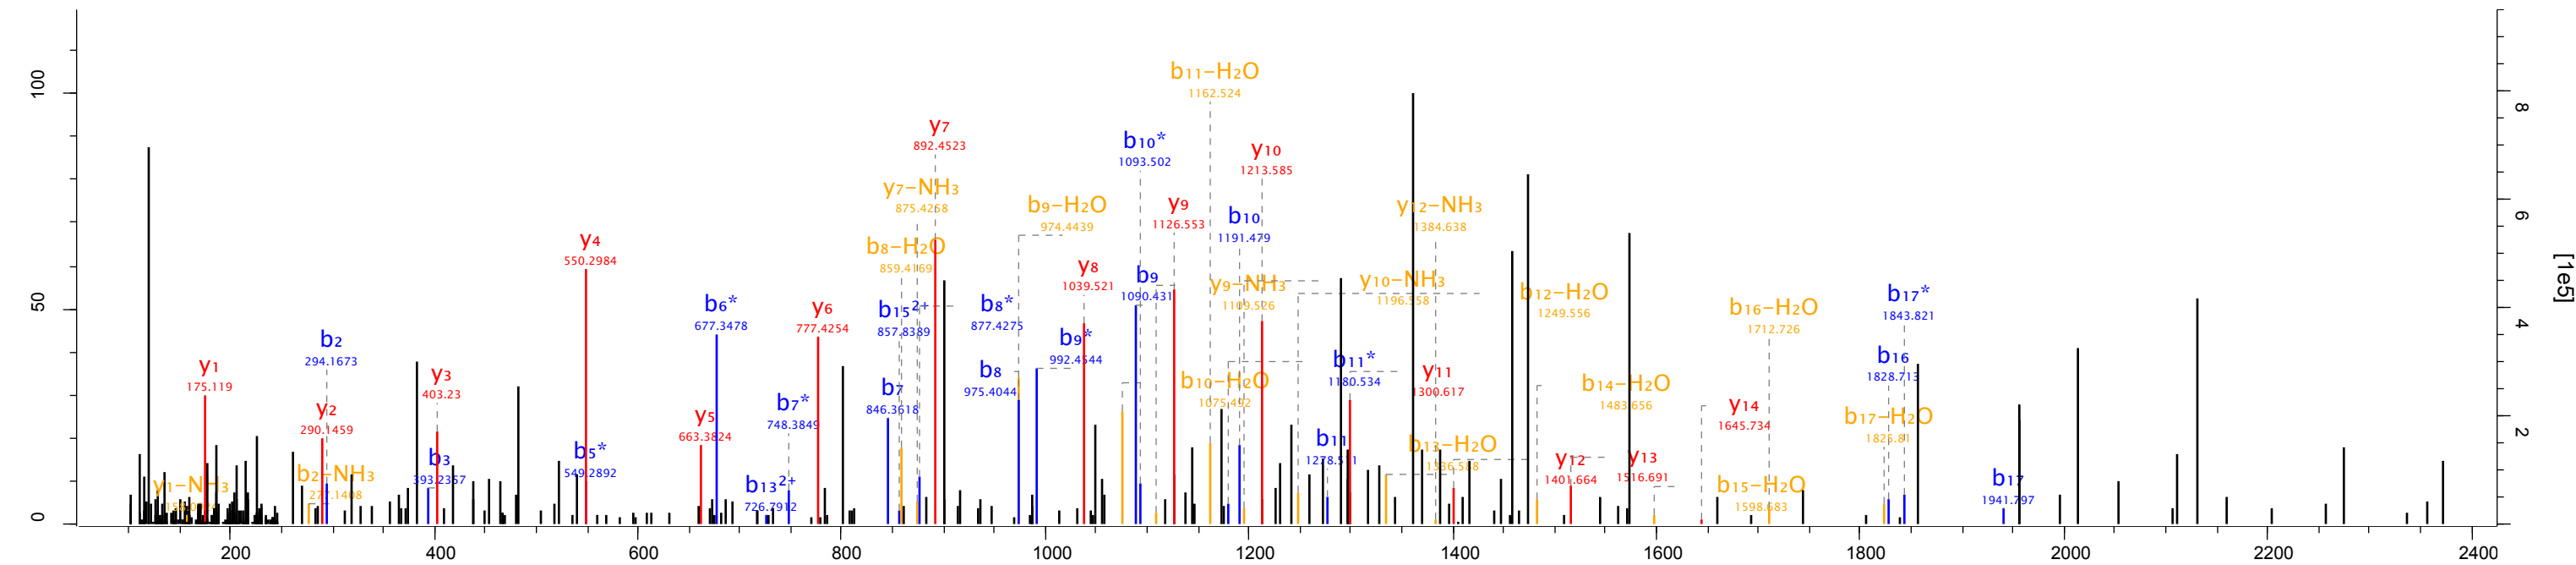 b₁₁−H₂O
1162.524
100
8
y₇
892.4523
b₁₀*
1093.502
y₁₀
1213.585
y₇−NH₃
875.4258
b₉−H₂O
974.4439
y₉
1126.553
b₁₀
1191.479
y₁₂−NH₃
1384.638
6
y₄
550.2984
b₈−H₂O
859.4169
y₈
1039.521
b₉
1090.431
y₉−NH₃
1109.526
y₁₀−NH₃
1196.558
b₁₂−H₂O
1249.556
[1e5]
50
b₂
294.1673
b₆*
677.3478
y₆
777.4254
b₁₅²⁺
857.8389
b₈*
877.4275
b₉*
992.4544
b₁₆−H₂O
1712.726
b₁₇*
1843.821
4
y₁
175.119
y₃
403.23
b₇
846.3618
b₈
975.4044
b₁₀−H₂O
1075.492
b₁₁*
1180.534
y₁₁
1300.617
b₁₄−H₂O
1483.656
b₁₆
1828.713
y₂
290.1459
y₅
663.3824
b₇*
748.3849
b₁₁
1278.511
b₁₃−H₂O
1336.588
y₁₄
1645.734
b₁₇−H₂O
1825.81
2
y₁−NH₃
b₂−NH₃
277.1408
b₃
393.2357
b₅*
549.2892
b₁₃²⁺
726.7912
y₁₂
1401.664
y₁₃
1516.691
b₁₅−H₂O
1598.683
b₁₇
1941.797
0
0
200
400
600
800
1000
1200
1400
1600
1800
2000
2200
2400